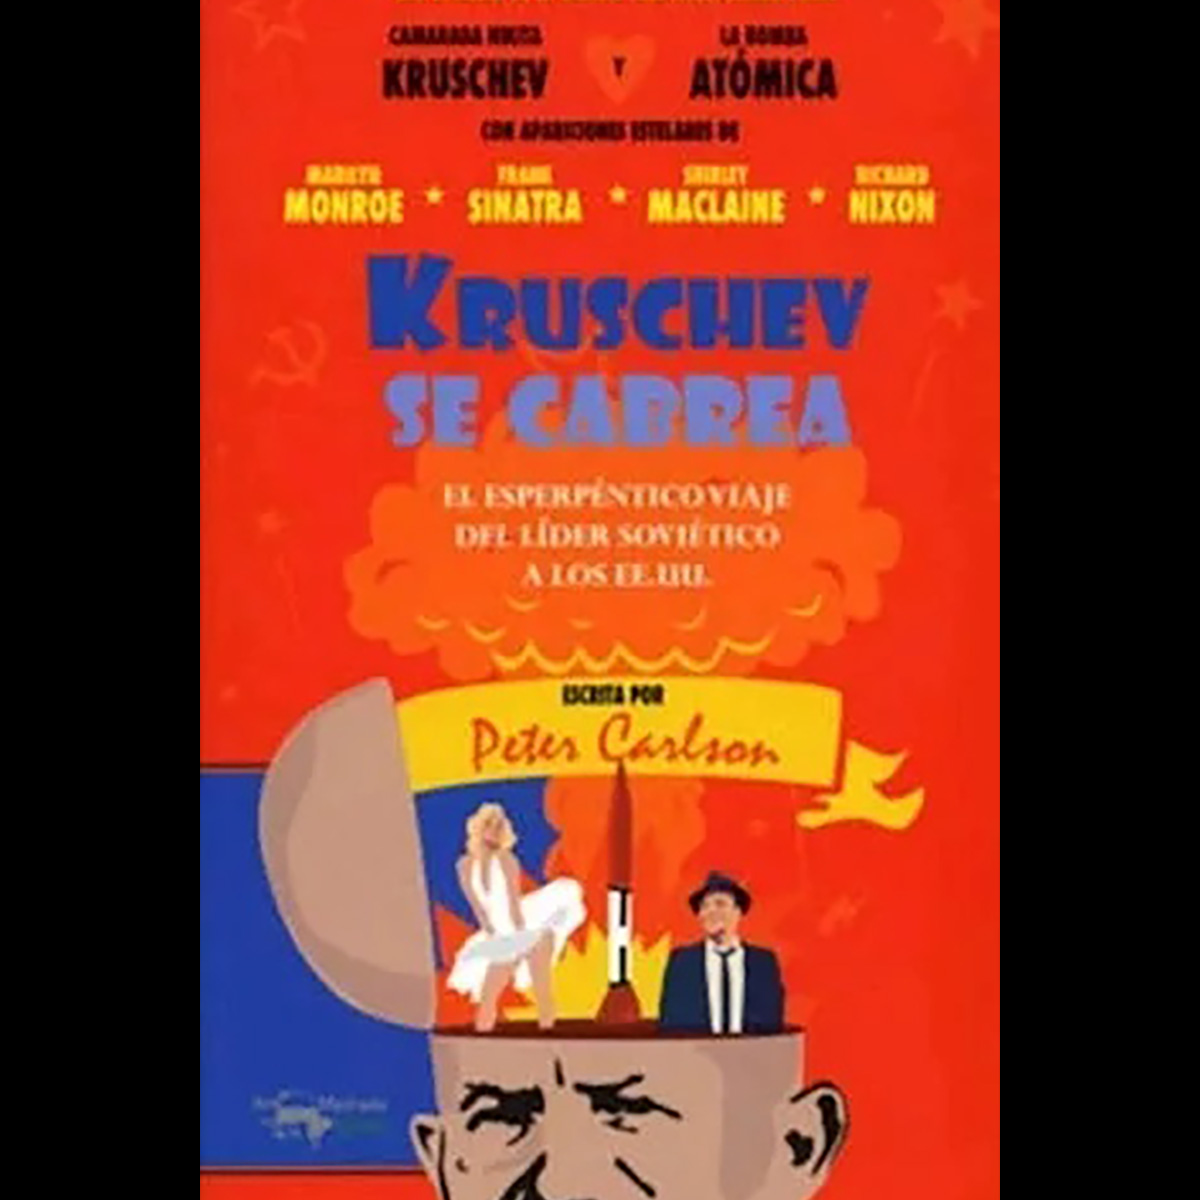 CAMARADA NIKITA
KRUSCHEV
Y
LA BOMBA
ATÓMICA
CON APARICIONES ESTELARES DE
MARILYN
MONROE
FRANK
SINATRA
SHIRLEY
MACLAINE
RICHARD
NIXON
KRUSCHEV
SE CABREA
EL ESPERPÉNTICO VIAJE
DEL LÍDER SOVIÉTICO
A LOS EE.UU.
ESCRITA POR
Peter Carlson
Machado